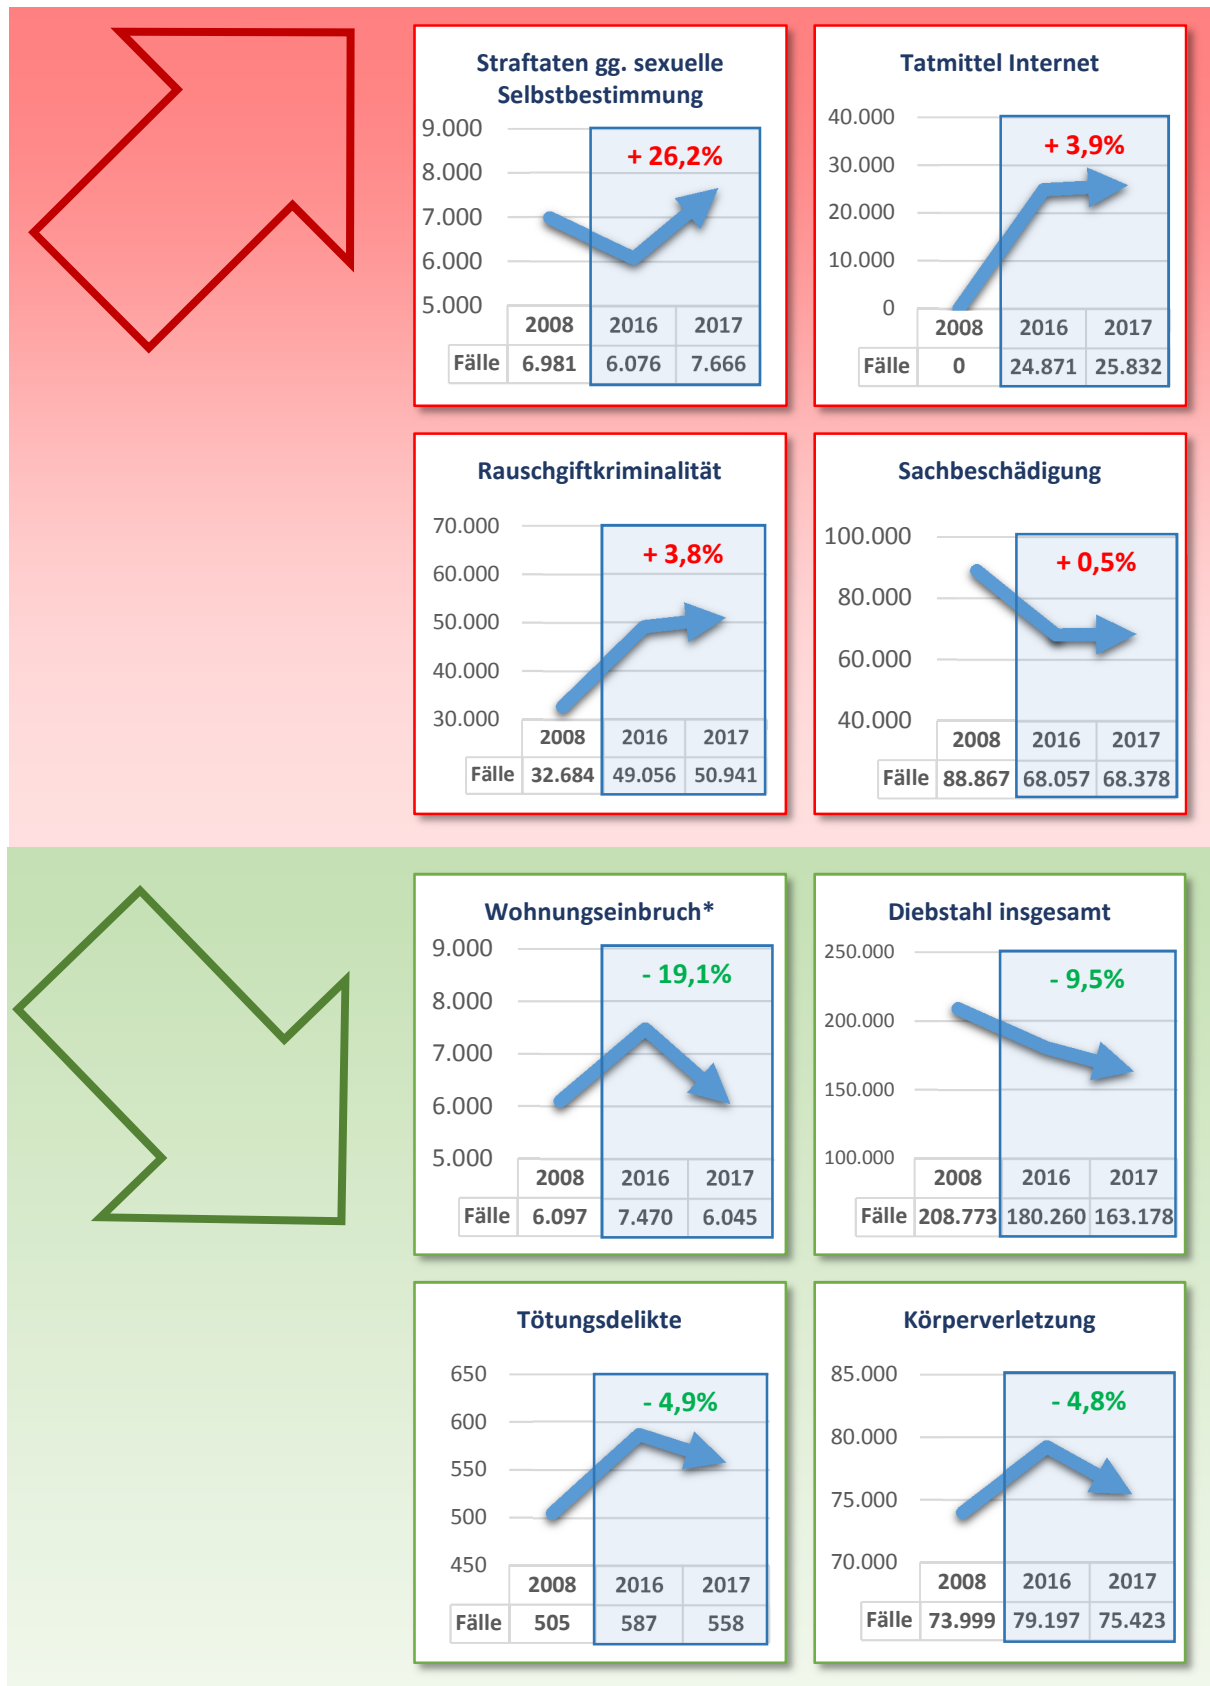 Straftaten gg. sexuelle
Selbstbestimmung
9.000
8.000
7.000
6.000
5.000
+ 26,2%
2008 2016 2017
Fälle 6.981 6.076 7.666
Tatmittel Internet
40.000
30.000
20.000
10.000
0
+ 3,9%
2008 2016 2017
Fälle 0 24.871 25.832
Rauschgiftkriminalität
70.000
60.000
50.000
40.000
30.000
+ 3,8%
2008 2016 2017
Fälle 32.684 49.056 50.941
Sachbeschädigung
100.000
80.000
60.000
40.000
+ 0,5%
2008 2016 2017
Fälle 88.867 68.057 68.378
Wohnungseinbruch*
9.000
8.000
7.000
6.000
5.000
- 19,1%
2008 2016 2017
Fälle 6.097 7.470 6.045
Diebstahl insgesamt
250.000
200.000
150.000
100.000
- 9,5%
2008 2016 2017
Fälle 208.773 180.260 163.178
Tötungsdelikte
650
600
550
500
450
- 4,9%
2008 2016 2017
Fälle 505 587 558
Körperverletzung
85.000
80.000
75.000
70.000
- 4,8%
2008 2016 2017
Fälle 73.999 79.197 75.423